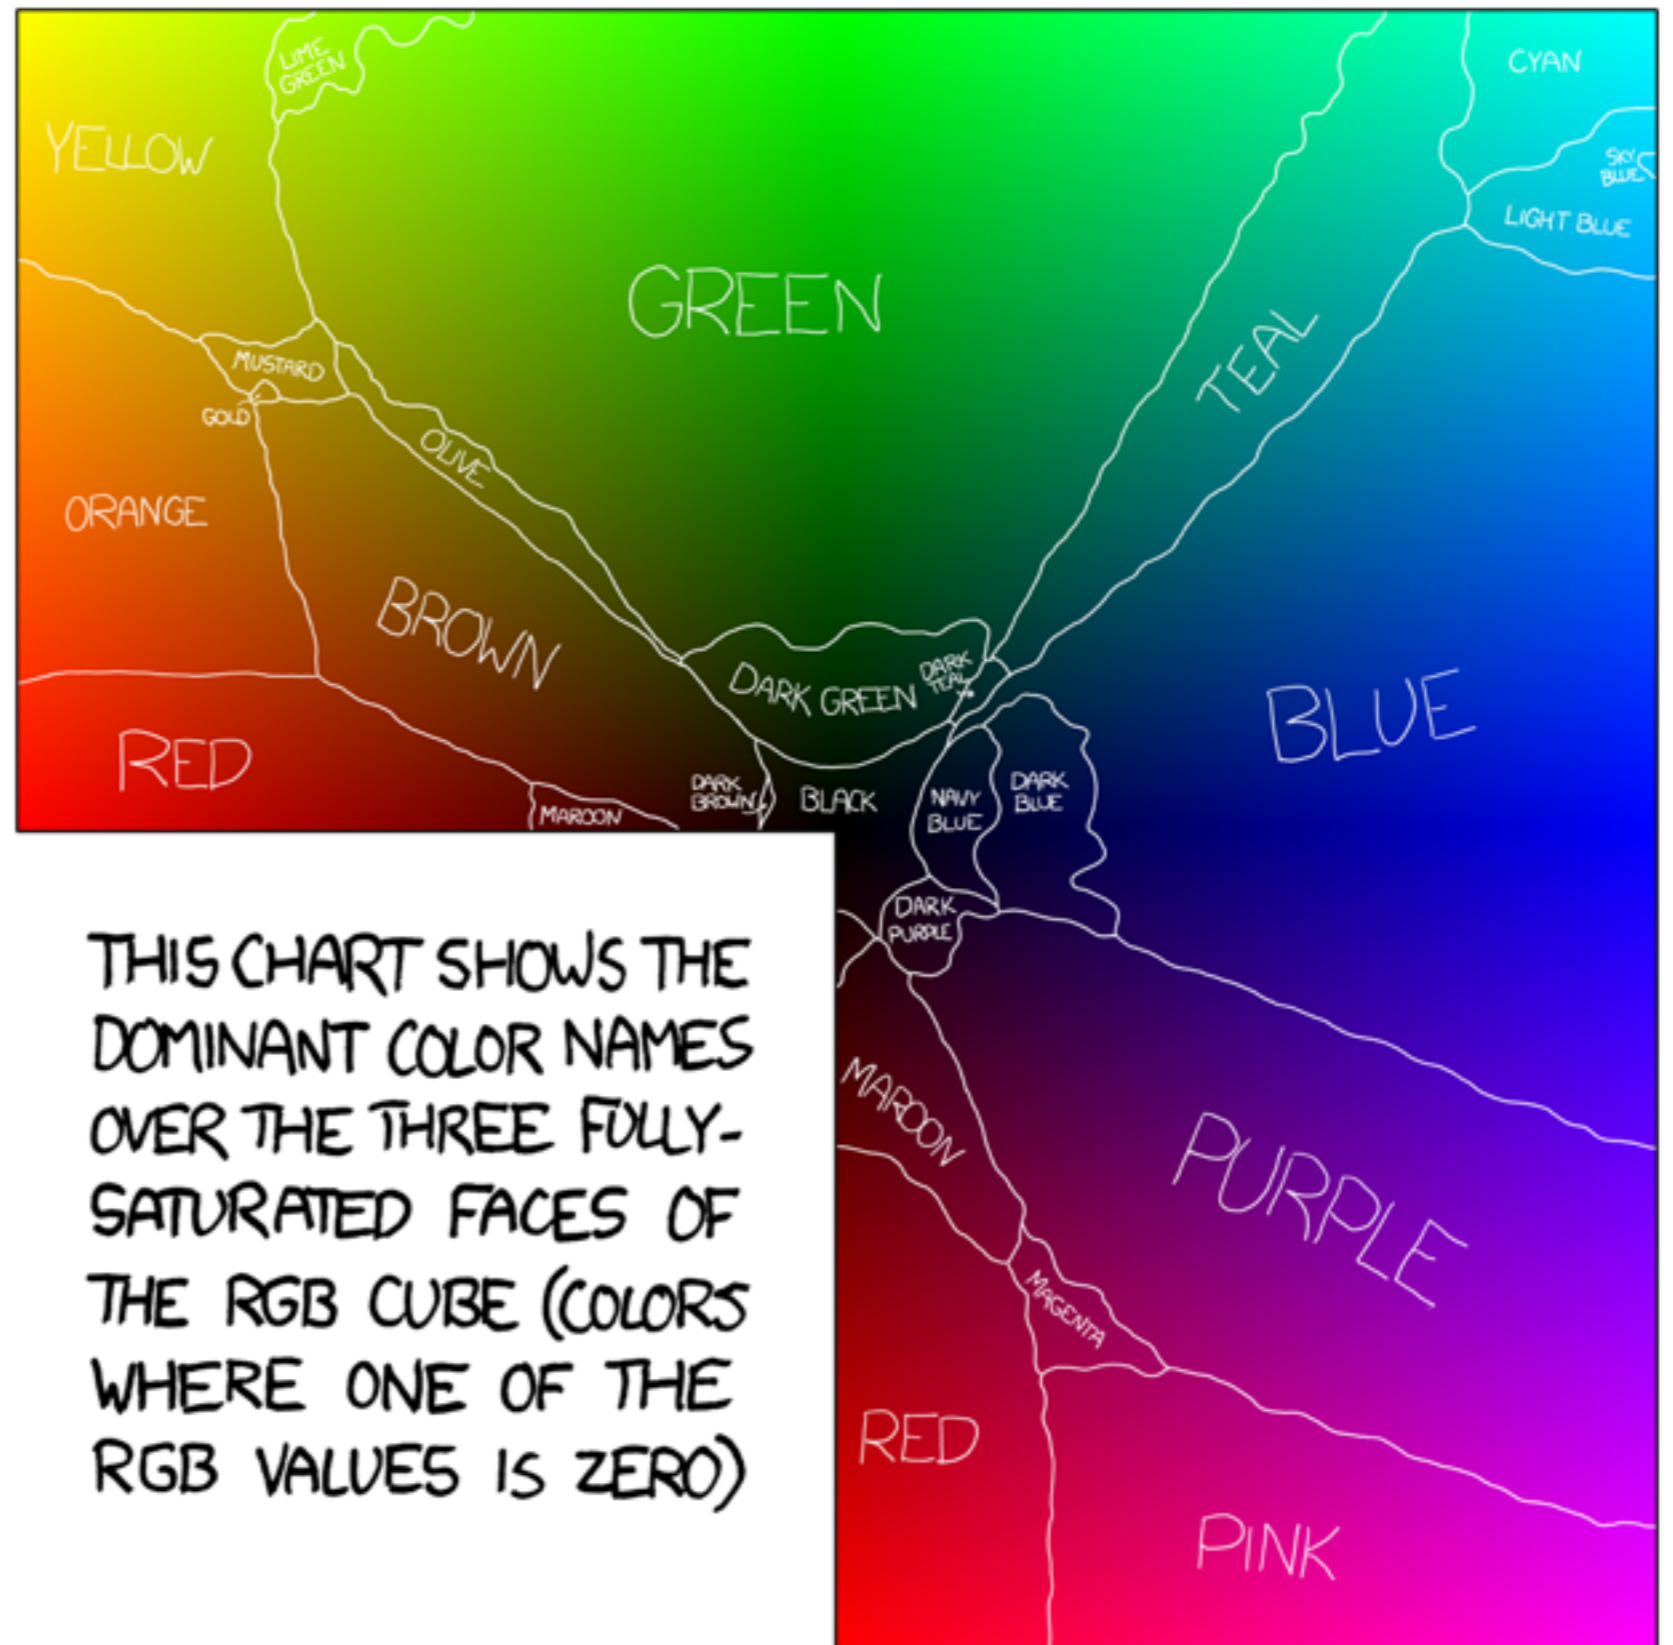 LIME
GREEN
CYAN
YELLOW
SKY
BLUE
LIGHT BLUE
GREEN
TEAL
MUSTARD
GOLD
OLIVE
ORANGE
BROWN
DARK GREEN
DARK
TEAL
BLUE
RED
MAROON
DARK
BROWN
BLACK
NAVY
BLUE
DARK
BLUE
DARK
PURPLE
MAROON
PURPLE
MAGENTA
RED
PINK
THIS CHART SHOWS THE
DOMINANT COLOR NAMES
OVER THE THREE FULLY-
SATURATED FACES OF
THE RGB CUBE (COLORS
WHERE ONE OF THE
RGB VALUES IS ZERO)